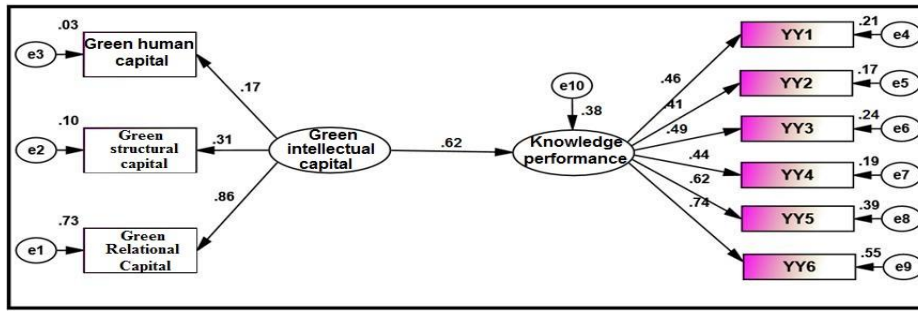 .03
e3
Green human
capital
.17
.10
e2
Green
structural
capital
.31
.73
e1
Green
Relational
Capital
.86
Green
intellectual
capital
.62
e10
.38
Knowledge
performance
.46
YY1
.21
e4
.41
YY2
.17
e5
.49
YY3
.24
e6
.44
YY4
.19
e7
.62
YY5
.39
e8
.74
YY6
.55
e9